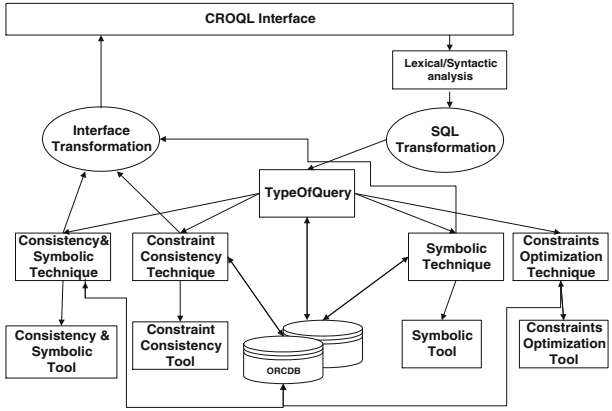 CROQL Interface
Lexical/Syntactic
analysis
Interface
Transformation
SQL
Transformation
TypeOfQuery
Consistency&
Symbolic
Technique
Constraint
Consistency
Technique
Symbolic
Technique
Constraints
Optimization
Technique
Consistency &
Symbolic
Tool
Constraint
Consistency
Tool
ORCDB
Symbolic
Tool
Constraints
Optimization
Tool